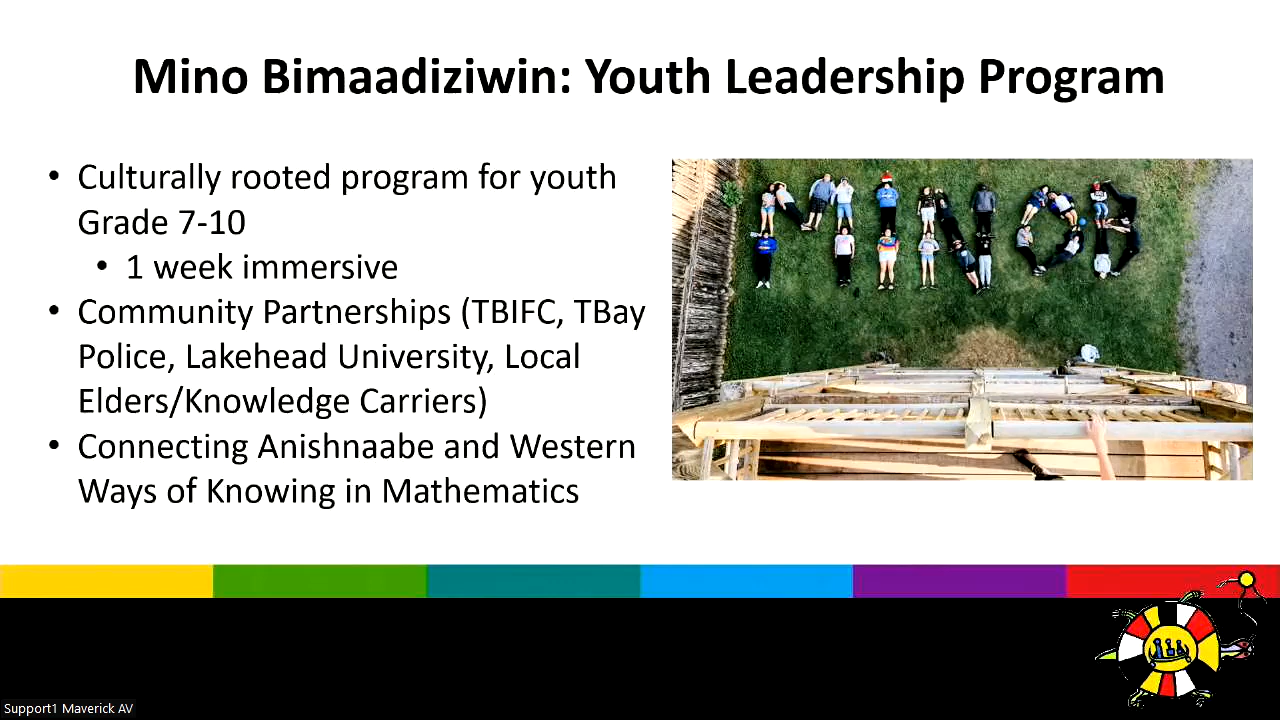 Mino Bimaadiziwin: Youth Leadership Program
• Culturally rooted program for youth
Grade 7-10
• 1 week immersive
• Community Partnerships (TBIFC, TBay
Police, Lakehead University, Local
Elders/Knowledge Carriers)
• Connecting Anishnaabe and Western
Ways of Knowing in Mathematics
MINOB
Support1 Maverick AV